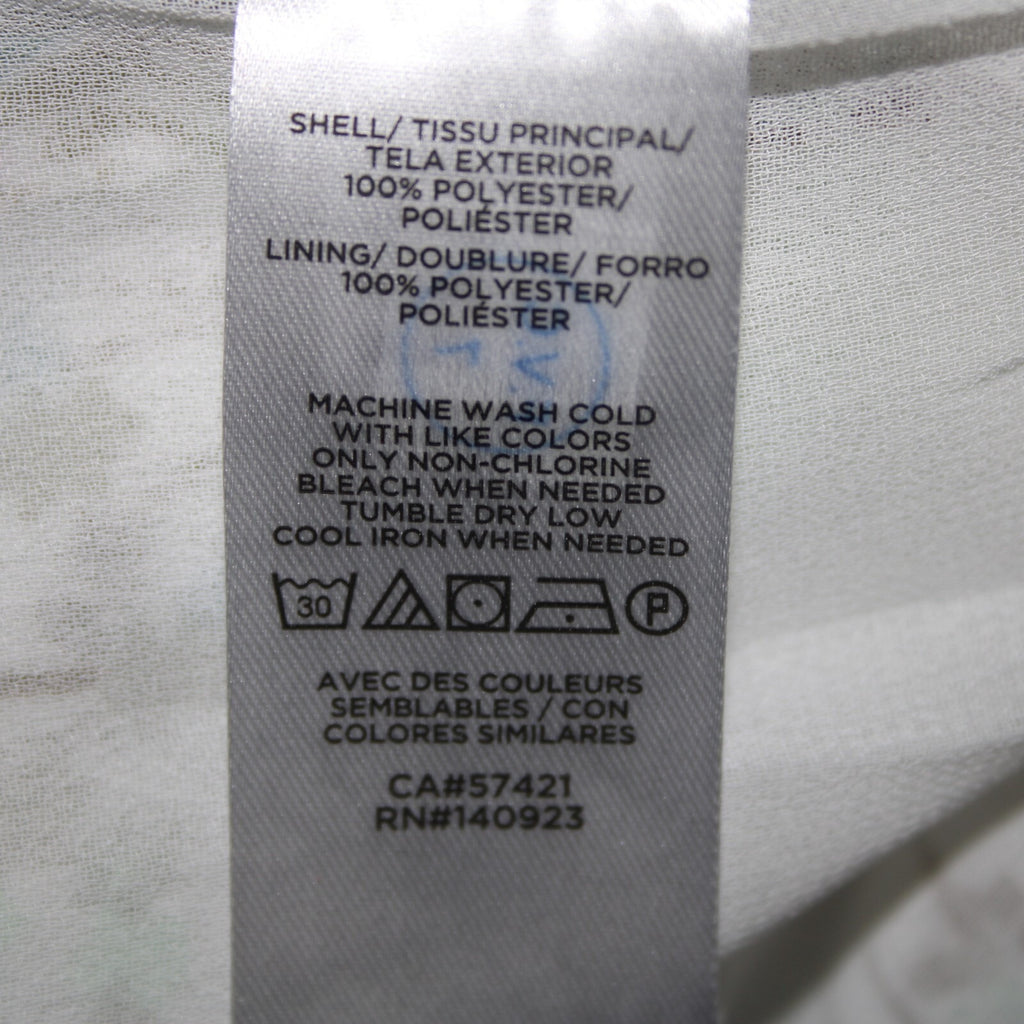 SHELL/ TISSU PRINCIPAL/
TELA EXTERIOR
100% POLYESTER/
POLIÉSTER
LINING/ DOUBLURE/ FORRO
100% POLYESTER/
POLIÉSTER
MACHINE WASH COLD
WITH LIKE COLORS
ONLY NON-CHLORINE
BLEACH WHEN NEEDED
TUMBLE DRY LOW
COOL IRON WHEN NEEDED
30 P
AVEC DES COULEURS
SEMBLABLES / CON
COLORES SIMILARES
CA#57421
RN#140923